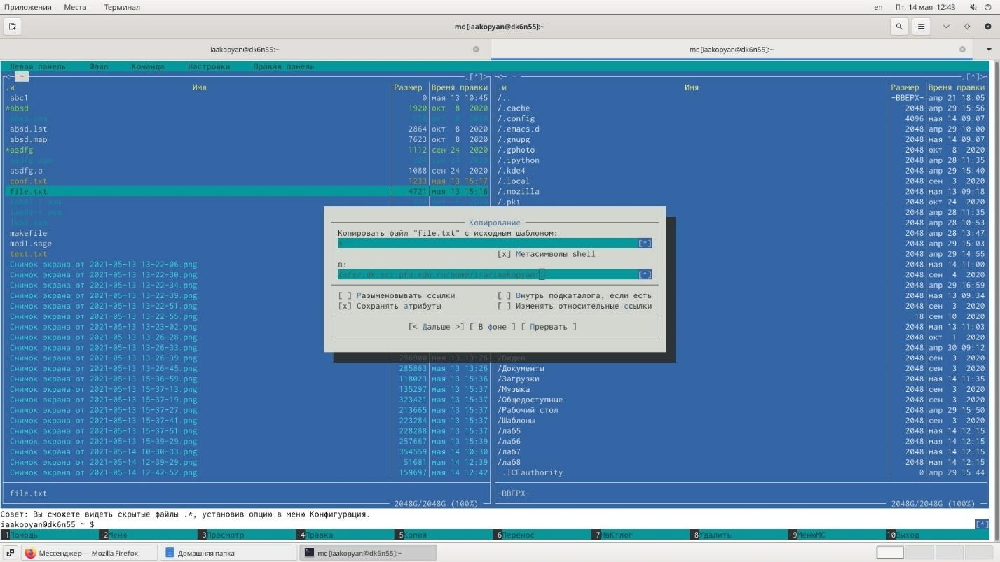 Приложения Места Терминал en Пт, 14 мая 12:43
mc [iaakopyan@dk6n55]:~
iaakopyan@dk6n55:~ mc [iaakopyan@dk6n55]:~
Левая панель Файл Команда Настройки Правая панель
<─ ~ .[^]>
.и Имя Размер Время правки
abc1 0 мая 13 10:45
*absd 1920 окт 8 2020
absd.asm окт 8 2020
absd.lst 2864 окт 8 2020
absd.map 7623 окт 8 2020
*asdfg 1112 сен 24 2020
asdfg.asm 324 сен 24 2020
asdfg.o 1088 сен 24 2020
conf.txt 1233 мая 13 15:17
file.txt 4721 мая 13 15:16
makefile
mod1.sage
text.txt
Снимок экрана от 2021-05-13 13-22-06.png
Снимок экрана от 2021-05-13 13-22-30.png
Снимок экрана от 2021-05-13 13-22-34.png
Снимок экрана от 2021-05-13 13-22-39.png
Снимок экрана от 2021-05-13 13-22-51.png
Снимок экрана от 2021-05-13 13-22-55.png
Снимок экрана от 2021-05-13 13-23-02.png
Снимок экрана от 2021-05-13 13-26-28.png
Снимок экрана от 2021-05-13 13-26-33.png
Снимок экрана от 2021-05-13 13-26-39.png 296900 мая 13 13:26
Снимок экрана от 2021-05-13 13-26-45.png 285863 мая 13 13:26
Снимок экрана от 2021-05-13 15-36-59.png 118023 мая 13 15:36
Снимок экрана от 2021-05-13 15-37-13.png 135297 мая 13 15:37
Снимок экрана от 2021-05-13 15-37-19.png 323421 мая 13 15:37
Снимок экрана от 2021-05-13 15-37-27.png 213665 мая 13 15:37
Снимок экрана от 2021-05-13 15-37-41.png 223284 мая 13 15:37
Снимок экрана от 2021-05-13 15-37-51.png 228288 мая 13 15:37
Снимок экрана от 2021-05-13 15-39-29.png 257667 мая 13 15:39
Снимок экрана от 2021-05-14 10-30-33.png 354559 мая 14 10:30
Снимок экрана от 2021-05-14 12-39-29.png 51681 мая 14 12:39
Снимок экрана от 2021-05-14 12-42-52.png 159697 мая 14 12:42
file.txt
2048G/2048G (100%)
<─ ~ .[^]>
.и Имя Размер Время правки
/.. -ВВЕРХ- апр 21 18:05
/.cache 2048 апр 29 15:56
/.config 4096 мая 14 09:07
/.emacs.d 2048 апр 29 10:00
/.gnupg 2048 мая 14 09:07
/.gphoto 2048 окт 8 2020
/.ipython 2048 апр 28 11:35
/.kde4 2048 апр 29 15:40
/.local 2048 сен 3 2020
/.mozilla 2048 мая 13 09:18
/.pki 2048 окт 24 2020
2048 апр 28 11:35
2048 апр 28 10:53
2048 апр 28 13:47
2048 апр 29 15:03
2048 апр 29 14:55
2048 мая 14 11:00
2048 сен 4 2020
2048 апр 29 16:59
2048 мая 13 09:34
2048 сен 3 2020
18 сен 10 2020
2048 мая 13 11:03
2048 окт 1 2020
2048 апр 30 09:12
/Видео 2048 сен 3 2020
/Документы 2048 сен 3 2020
/Загрузки 2048 мая 14 11:35
/Музыка 2048 сен 3 2020
/Общедоступные 2048 сен 3 2020
/Рабочий стол 2048 апр 29 15:50
/Шаблоны 2048 сен 3 2020
/лаб5 2048 мая 14 12:15
/лаб6 2048 мая 14 12:15
/лаб7 2048 мая 14 12:15
/лаб8 2048 мая 14 12:15
.ICEauthority 0 апр 29 15:44
-ВВЕРХ-
2048G/2048G (100%)
Копирование
Копировать файл "file.txt" с исходным шаблоном:
* [^]
[x] Метасимволы shell
в:
/afs/.dk.sci.pfu.edu.ru/home/i/a/iaakopyan/ [^]
[ ] Разыменовывать ссылки [ ] Внутрь подкаталога, если есть
[x] Сохранять атрибуты [ ] Изменять относительные ссылки
[< Дальше >] [ В фоне ] [ Прервать ]
Совет: Вы сможете видеть скрытые файлы .*, установив опцию в меню Конфигурация.
iaakopyan@dk6n55 ~ $ [^]
1Помощь 2Меню 3Просмотр 4Правка 5Копия 6Перенос 7НвКтлог 8Удалить 9МенюMC 10Выход
Мессенджер — Mozilla Firefox Домашняя папка mc [iaakopyan@dk6n55]:~